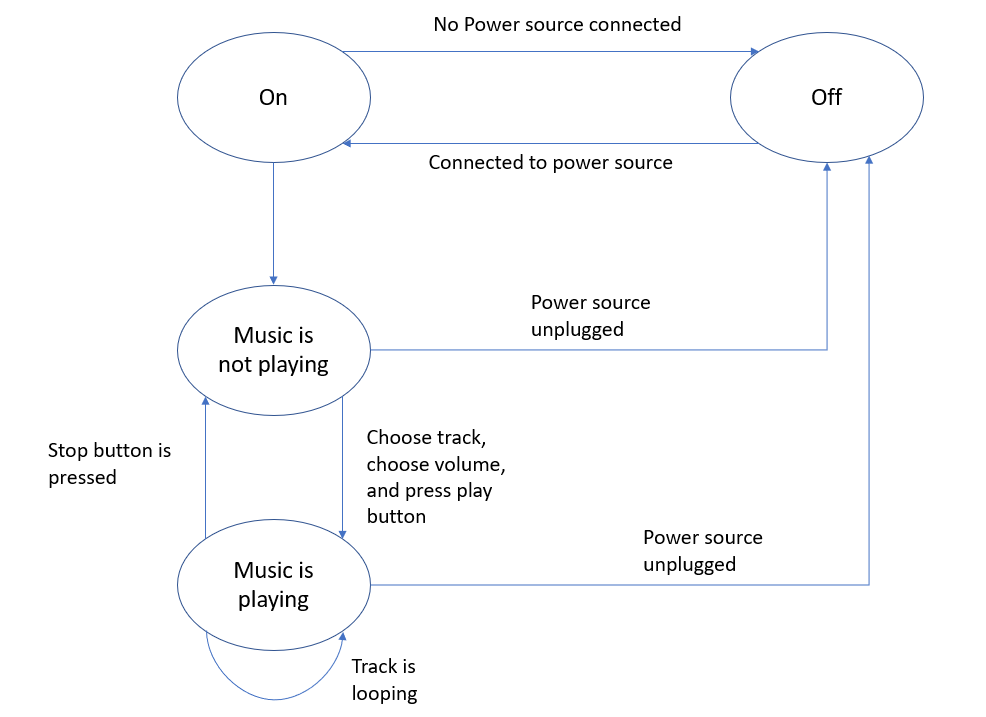 No Power source connected
On
Off
Connected to power source
Music is
not playing
Power source
unplugged
Stop button is
pressed
Choose track,
choose volume,
and press play
button
Music is
playing
Power source
unplugged
Track is
looping